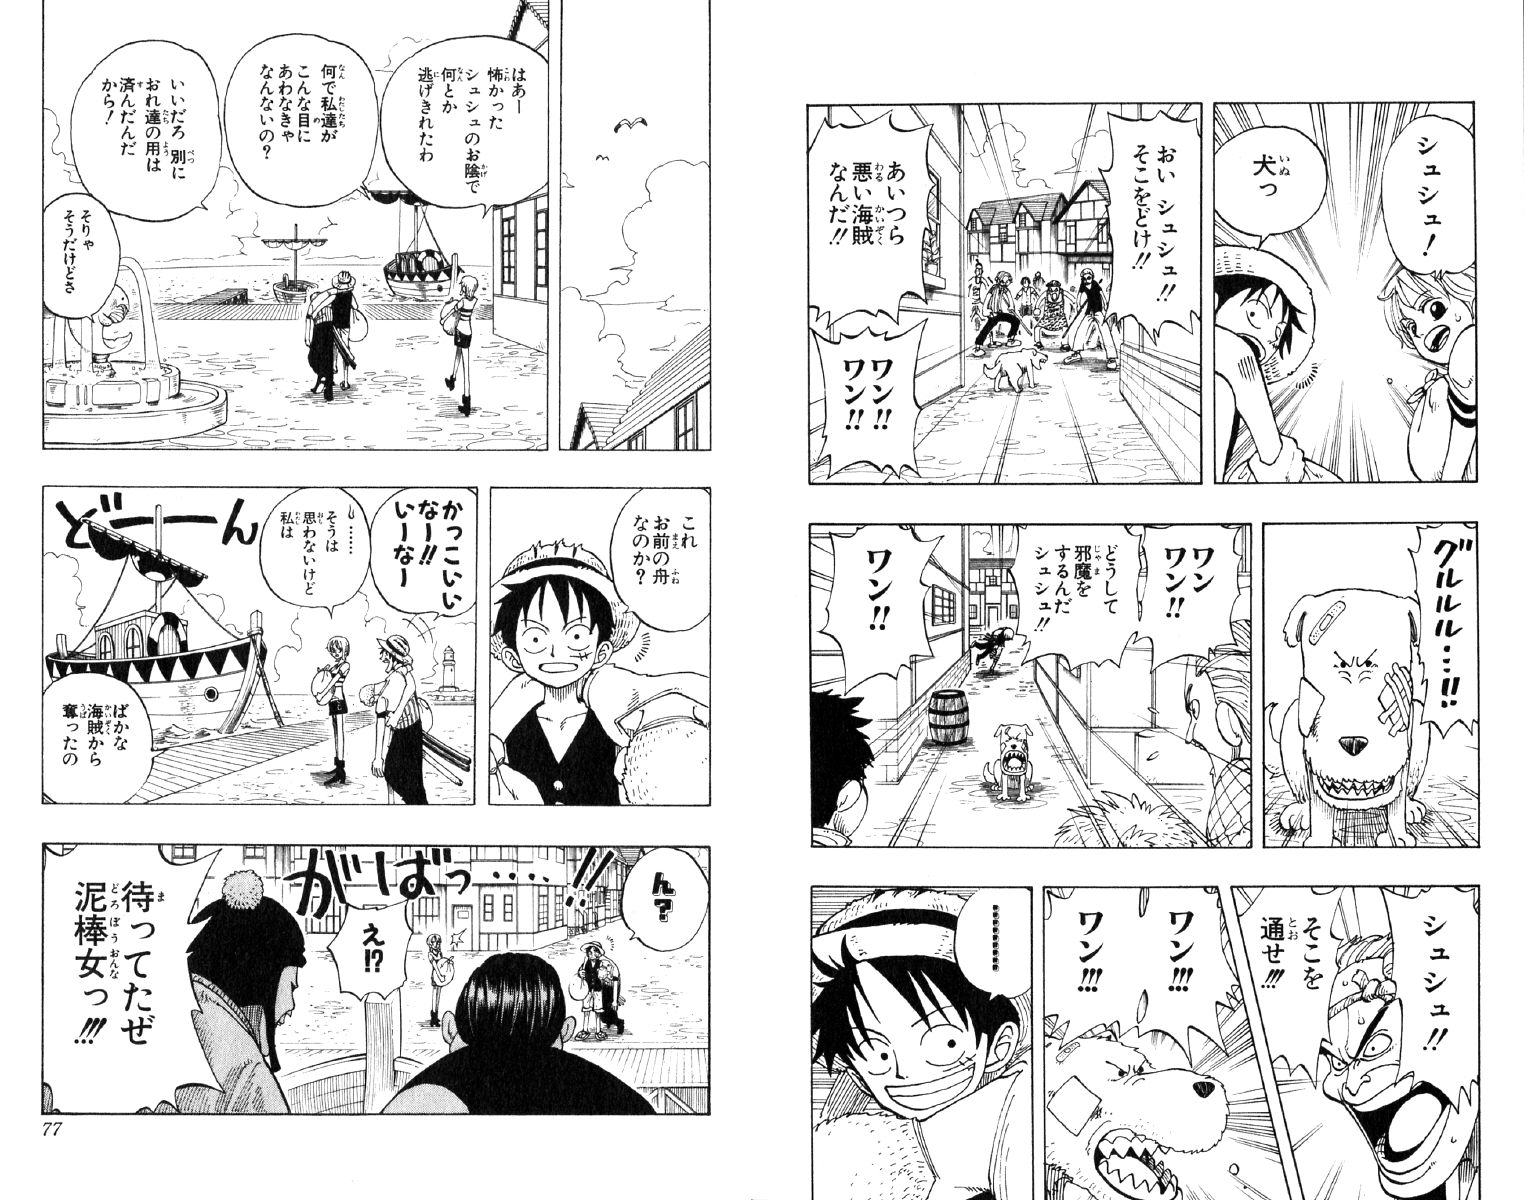 シュシュ!
犬っ
おい シュシュ!!
そこをどけ!!
あいつら
悪い海賊
なんだ!!
ワン!!
ワン!!
グルルル…!!
ワン
ワン!!
どうして
邪魔を
するんだ
シュシュ!!
ワン!!
シュシュ!!
そこを
通せ!!!
ワン!!!
ワン!!!
…………
はあー
怖かった
シュシュのお陰で
何とか
逃げきれたわ
何で私達が
こんな目に
あわなきゃ
なんないの?
いいだろ 別に
おれ達の用は
済んだんだ
から!
そりゃ
そうだけどさ
これ
お前の舟
なのか?
かっこいい
なー!!
いーなー
……
そうは
思わないけど
私は
どーーん
ばかな
海賊から
奪ったの
ん?
がばっ……!!
え!?
待ってたぜ
泥棒女っ!!!
77